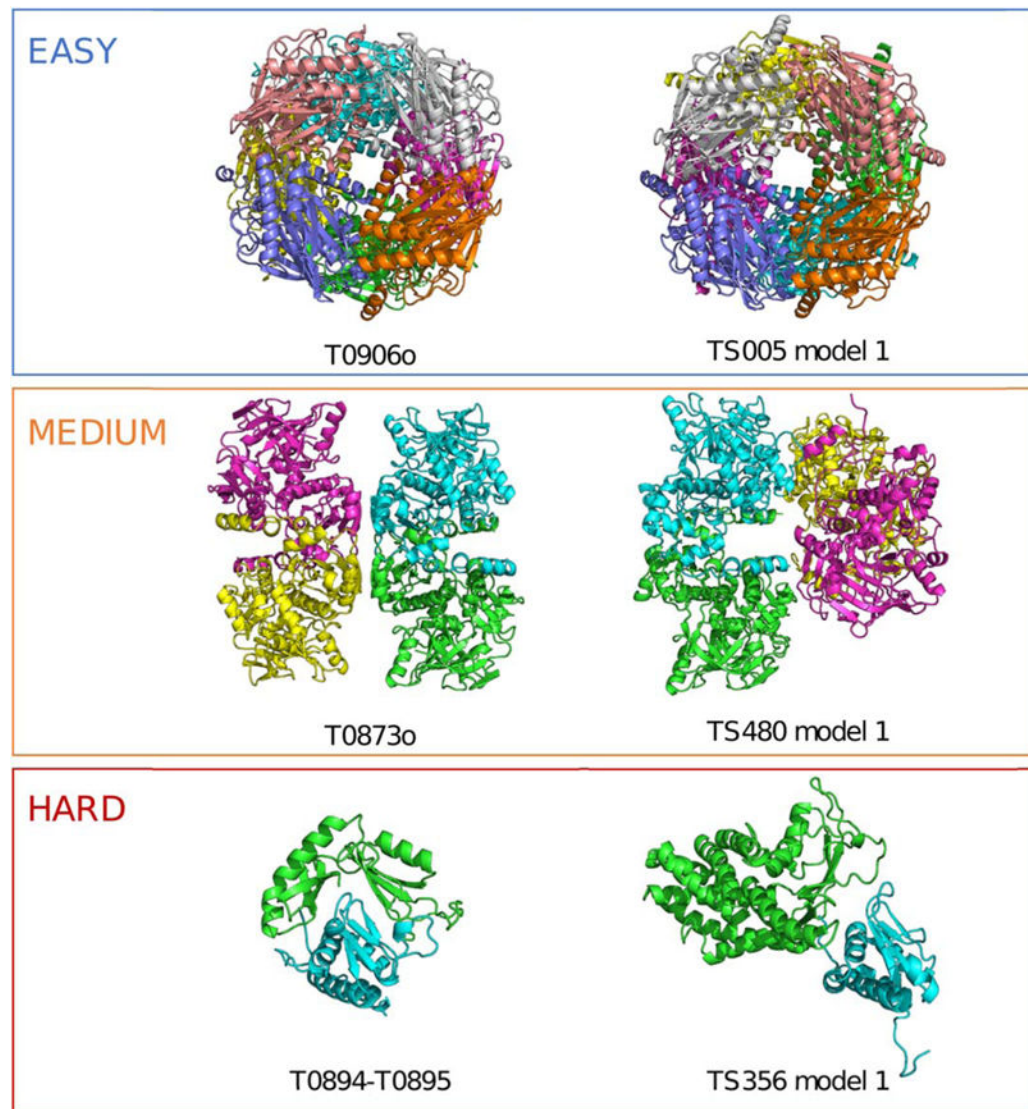 EASY
T0906o
TS005 model 1
MEDIUM
T0873o
TS480 model 1
HARD
T0894-T0895
TS356 model 1